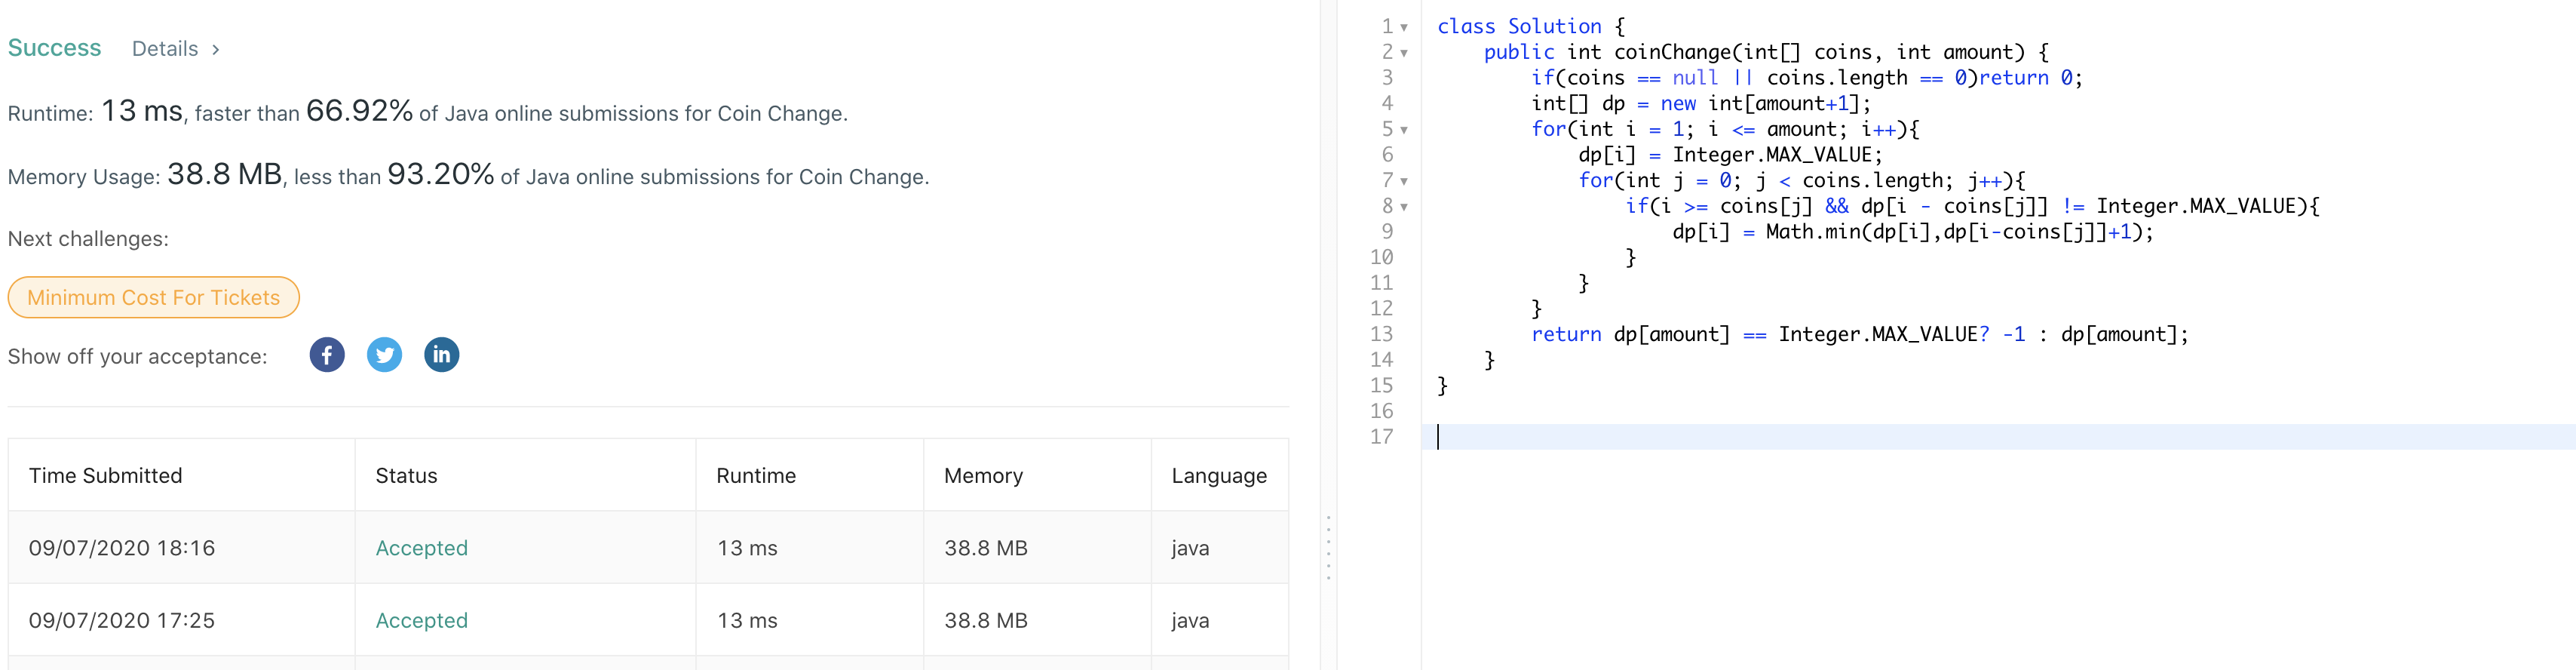 Success Details >
Runtime: 13 ms, faster than 66.92% of Java online submissions for Coin Change.
Memory Usage: 38.8 MB, less than 93.20% of Java online submissions for Coin Change.
Next challenges:
Minimum Cost For Tickets
Show off your acceptance: f in
Time Submitted Status Runtime Memory Language
09/07/2020 18:16 Accepted 13 ms 38.8 MB java
09/07/2020 17:25 Accepted 13 ms 38.8 MB java
1 class Solution {
2     public int coinChange(int[] coins, int amount) {
3         if(coins == null || coins.length == 0)return 0;
4         int[] dp = new int[amount+1];
5         for(int i = 1; i <= amount; i++){
6             dp[i] = Integer.MAX_VALUE;
7             for(int j = 0; j < coins.length; j++){
8                 if(i >= coins[j] && dp[i - coins[j]] != Integer.MAX_VALUE){
9                     dp[i] = Math.min(dp[i],dp[i-coins[j]]+1);
10                 }
11             }
12         }
13         return dp[amount] == Integer.MAX_VALUE? -1 : dp[amount];
14     }
15 }
16
17